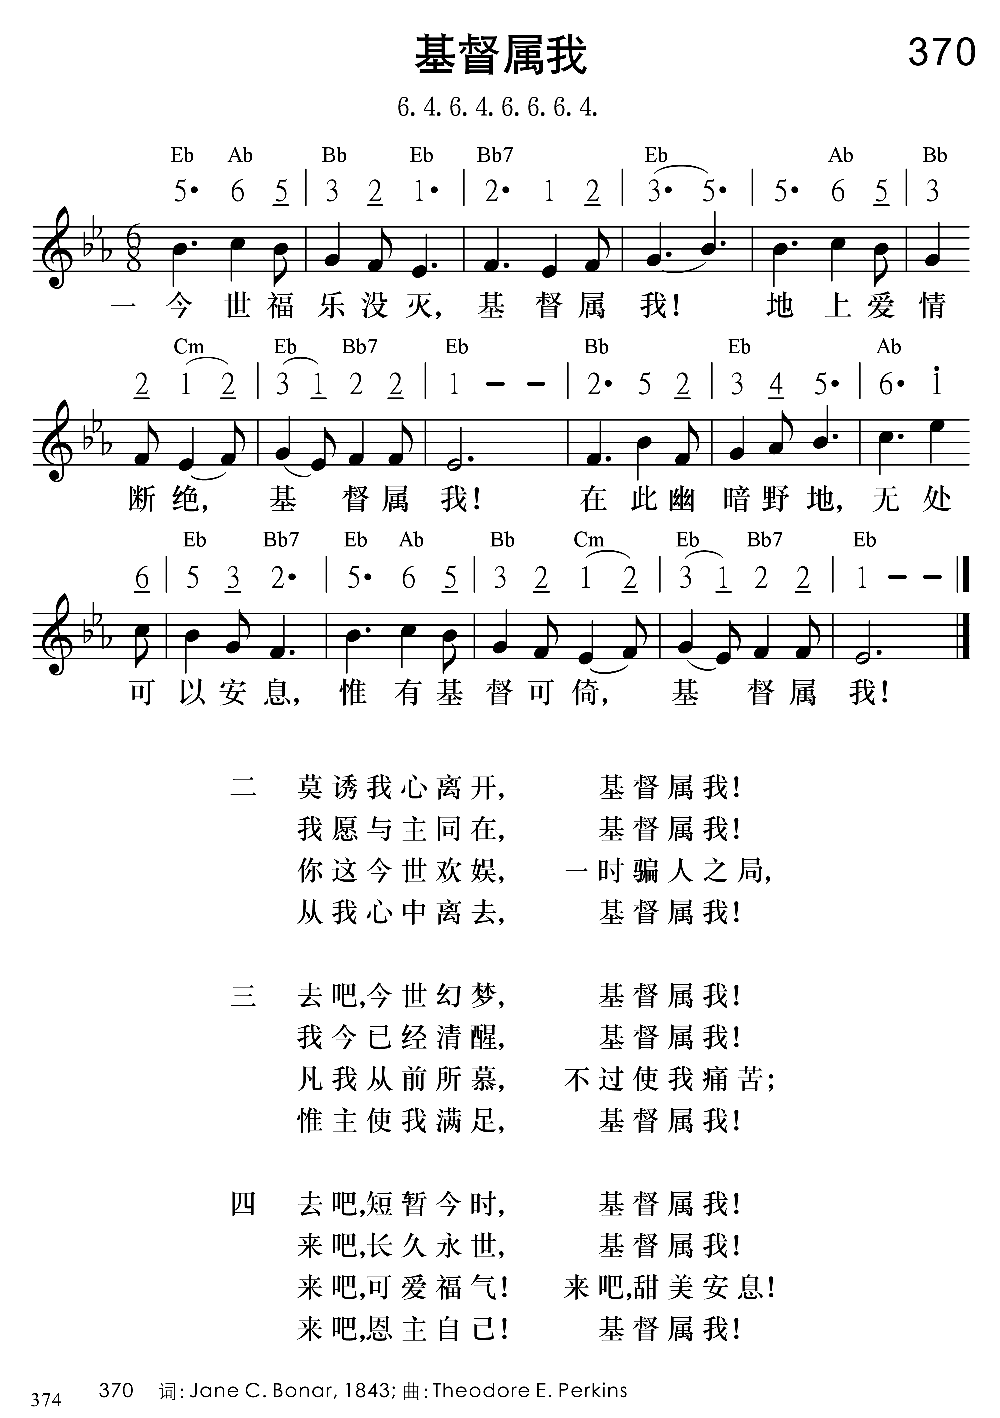 基督属我
370
6.4.6.4.6.6.6.4.
Eb Ab Bb Eb Bb7 Eb Ab Bb
5• 6 5 | 3 2 1• | 2• 1 2 | 3• 5• | 5• 6 5 | 3
6
8
一 今世福乐没灭, 基督属我! 地上爱情
Cm Eb Bb7 Eb Bb Eb Ab
2 1 2 | 3 1 2 2 | 1 – – | 2• 5 2 | 3 4 5• | 6• 1
断绝, 基督属我! 在此幽暗野地, 无处
Eb Bb7 Eb Ab Bb Cm Eb Bb7 Eb
6 | 5 3 2• | 5• 6 5 | 3 2 1 2 | 3 1 2 2 | 1 – –
可以安息, 惟有基督可倚, 基督属我!
二 莫诱我心离开, 基督属我!
我愿与主同在, 基督属我!
你这今世欢娱, 一时骗人之局,
从我心中离去, 基督属我!
三 去吧,今世幻梦, 基督属我!
我今已经清醒, 基督属我!
凡我从前所慕, 不过使我痛苦;
惟主使我满足, 基督属我!
四 去吧,短暂今时, 基督属我!
来吧,长久永世, 基督属我!
来吧,可爱福气! 来吧,甜美安息!
来吧,恩主自己! 基督属我!
374 370 词: Jane C. Bonar, 1843; 曲: Theodore E. Perkins